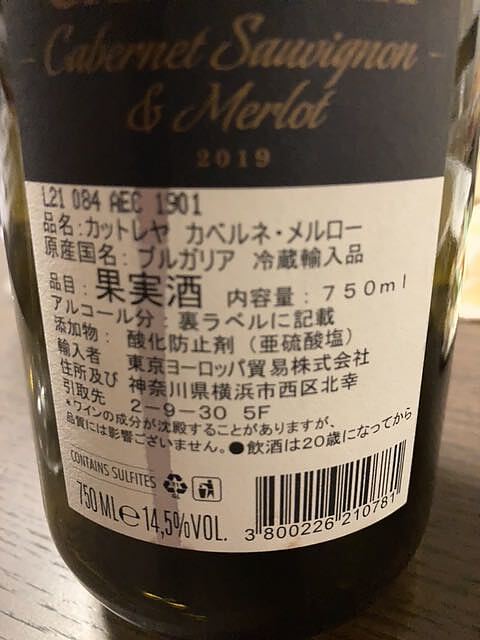 Cabernet Sauvignon
& Merlot
2019
L21 084 AEC 1901
品名:カットレヤ カベルネ・メルロー
原産国名:ブルガリア 冷蔵輸入品
品目:果実酒 内容量:750ml
アルコール分:裏ラベルに記載
添加物:酸化防止剤(亜硫酸塩)
輸入者 東京ヨーロッパ貿易株式会社
住所及び 神奈川県横浜市西区北幸
引取先 2-9-30 5F
*ワインの成分が沈殿することがありますが、
品質には影響ございません。●飲酒は20歳になってから
CONTAINS SULFITES
750 ML e 14,5%VOL.
3 800226 210781